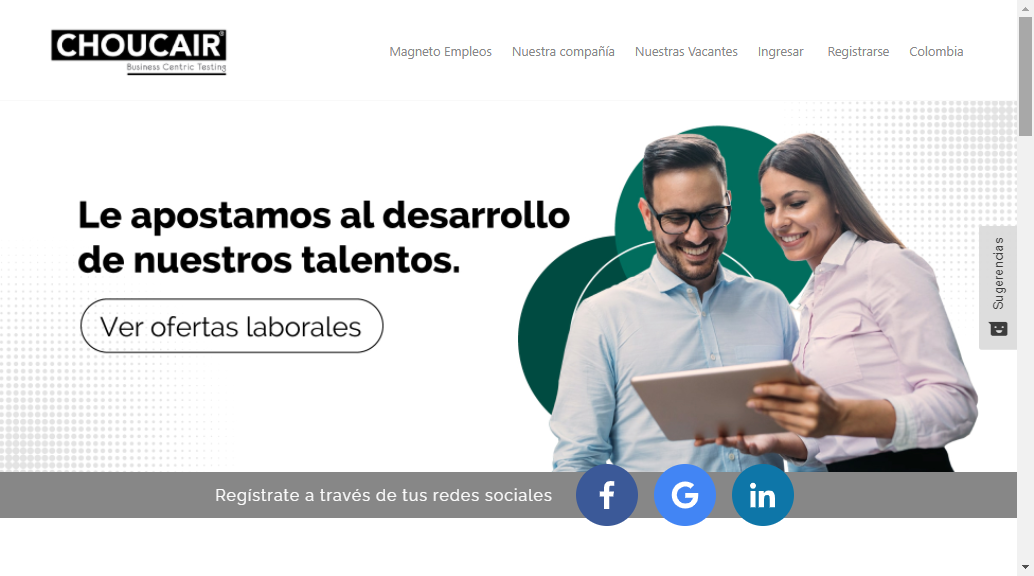 CHOUCAIR
Business Centric Testing
Magneto Empleos Nuestra compañía Nuestras Vacantes Ingresar Registrarse Colombia
Le apostamos al desarrollo
de nuestros talentos.
Ver ofertas laborales
Sugerendas
Regístrate a través de tus redes sociales
f G in